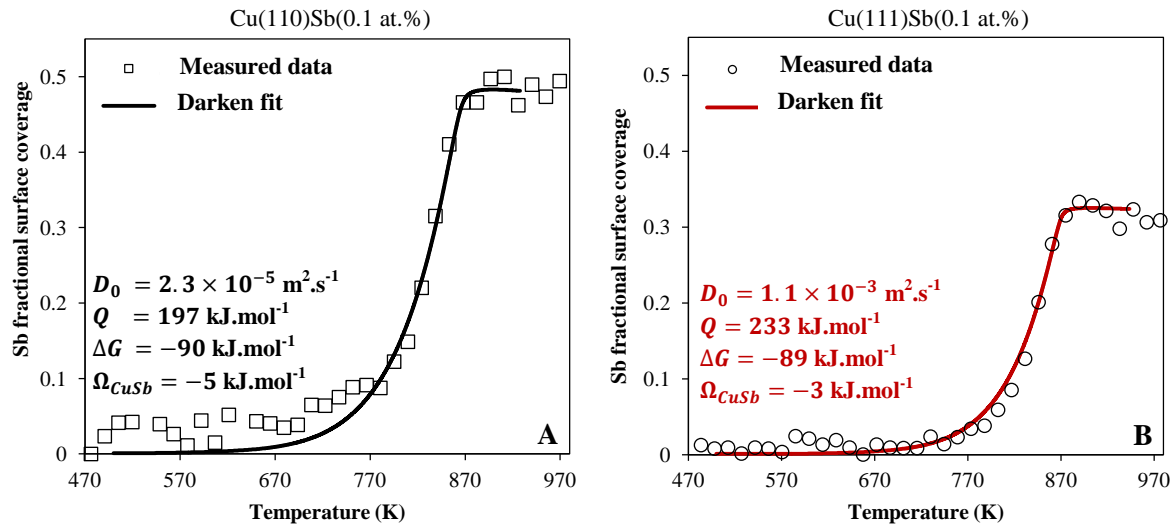 Cu(110)Sb(0.1 at.%)
Sb fractional surface coverage
0.5
0.4
0.3
0.2
0.1
0
Measured data
Darken fit
D₀ = 2.3 × 10⁻⁵ m².s⁻¹
Q = 197 kJ.mol⁻¹
ΔG = −90 kJ.mol⁻¹
Ω_CuSb = −5 kJ.mol⁻¹
A
470 570 670 770 870 970
Temperature (K)
Cu(111)Sb(0.1 at.%)
Sb fractional surface coverage
0.5
0.4
0.3
0.2
0.1
0
Measured data
Darken fit
D₀ = 1.1 × 10⁻³ m².s⁻¹
Q = 233 kJ.mol⁻¹
ΔG = −89 kJ.mol⁻¹
Ω_CuSb = −3 kJ.mol⁻¹
B
470 570 670 770 870 970
Temperature (K)